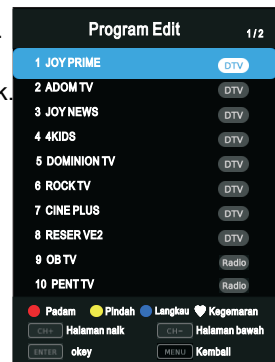 Program Edit 1/2
1 JOY PRIME DTV
2 ADOM TV DTV
k.
3 JOY NEWS DTV
4 4KIDS DTV
5 DOMINION TV DTV
6 ROCK TV DTV
7 CINE PLUS DTV
8 RESER VE2 DTV
9 OB TV Radio
10 PENT TV Radio
Padam Pindah Langkau Kegemaran
CH+ Halaman naik CH- Halaman bawah
ENTER okey MENU Kembali